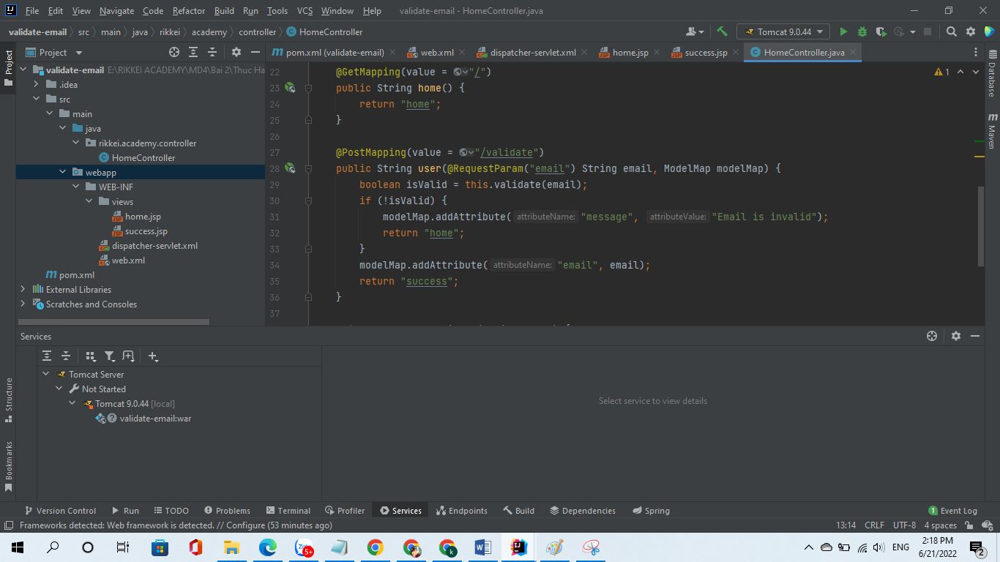 File Edit View Navigate Code Refactor Build Run Tools VCS Window Help validate-email - HomeController.java
validate-email src main java rikkei academy controller HomeController Tomcat 9.0.44
Project
Project
pom.xml (validate-email) web.xml dispatcher-servlet.xml home.jsp success.jsp HomeController.java
validate-email E:\RIKKEI ACADEMY\MD4\Bai 2\Thuc Ha
.idea
src
main
java
rikkei.academy.controller
HomeController
webapp
WEB-INF
views
home.jsp
success.jsp
dispatcher-servlet.xml
web.xml
pom.xml
External Libraries
Scratches and Consoles
22 @GetMapping(value = "/")
23 public String home() {
24 return "home";
25 }
26
27 @PostMapping(value = "/validate")
28 public String user(@RequestParam("email") String email, ModelMap modelMap) {
29 boolean isValid = this.validate(email);
30 if (!isValid) {
31 modelMap.addAttribute( attributeName: "message", attributeValue: "Email is invalid");
32 return "home";
33 }
34 modelMap.addAttribute( attributeName: "email", email);
35 return "success";
36 }
37
1
Database
Maven
Services
Tomcat Server
Not Started
Tomcat 9.0.44 [local]
validate-email:war
Select service to view details
Structure
Bookmarks
Version Control Run TODO Problems Terminal Profiler Services Endpoints Build Dependencies Spring 1 Event Log
Frameworks detected: Web framework is detected. // Configure (53 minutes ago) 13:14 CRLF UTF-8 4 spaces
5+
ENG
2:18 PM
6/21/2022
2